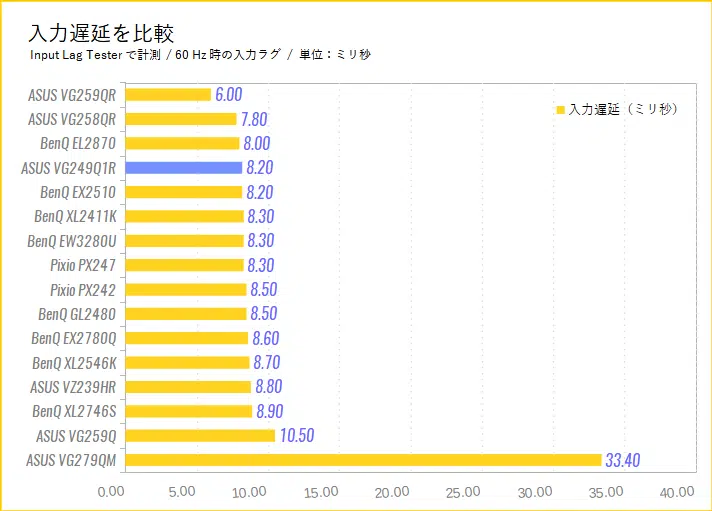 入力遅延を比較
Input Lag Tester で計測 / 60 Hz 時の入力ラグ / 単位：ミリ秒
入力遅延（ミリ秒）
ASUS VG259QR 6.00
ASUS VG258QR 7.80
BenQ EL2870 8.00
ASUS VG249Q1R 8.20
BenQ EX2510 8.20
BenQ XL2411K 8.30
BenQ EW3280U 8.30
Pixio PX247 8.30
Pixio PX242 8.50
BenQ GL2480 8.50
BenQ EX2780Q 8.60
BenQ XL2546K 8.70
ASUS VZ239HR 8.80
BenQ XL2746S 8.90
ASUS VG259Q 10.50
ASUS VG279QM 33.40
0.00 5.00 10.00 15.00 20.00 25.00 30.00 35.00 40.00